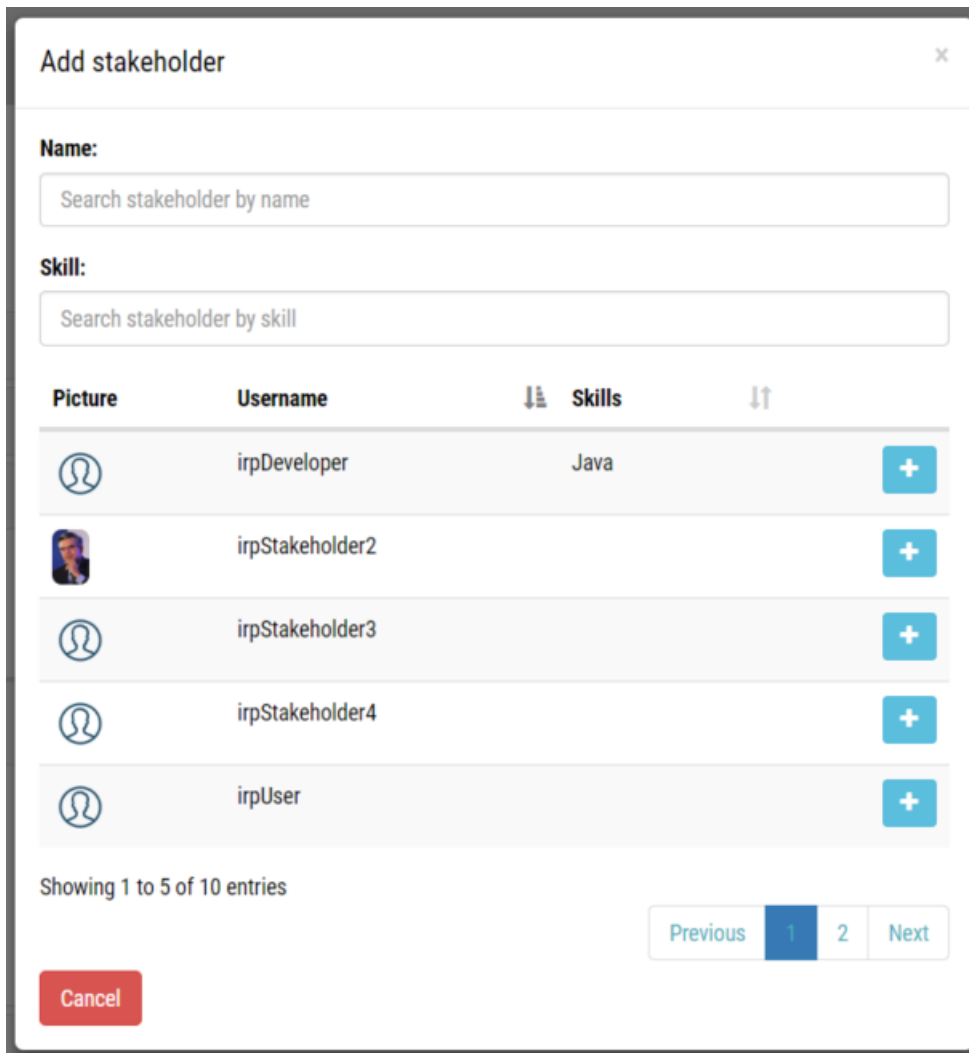 Add stakeholder ×
Name:
Search stakeholder by name
Skill:
Search stakeholder by skill
Picture Username Skills
irpDeveloper Java
irpStakeholder2
irpStakeholder3
irpStakeholder4
irpUser
Showing 1 to 5 of 10 entries
Previous 1 2 Next
Cancel